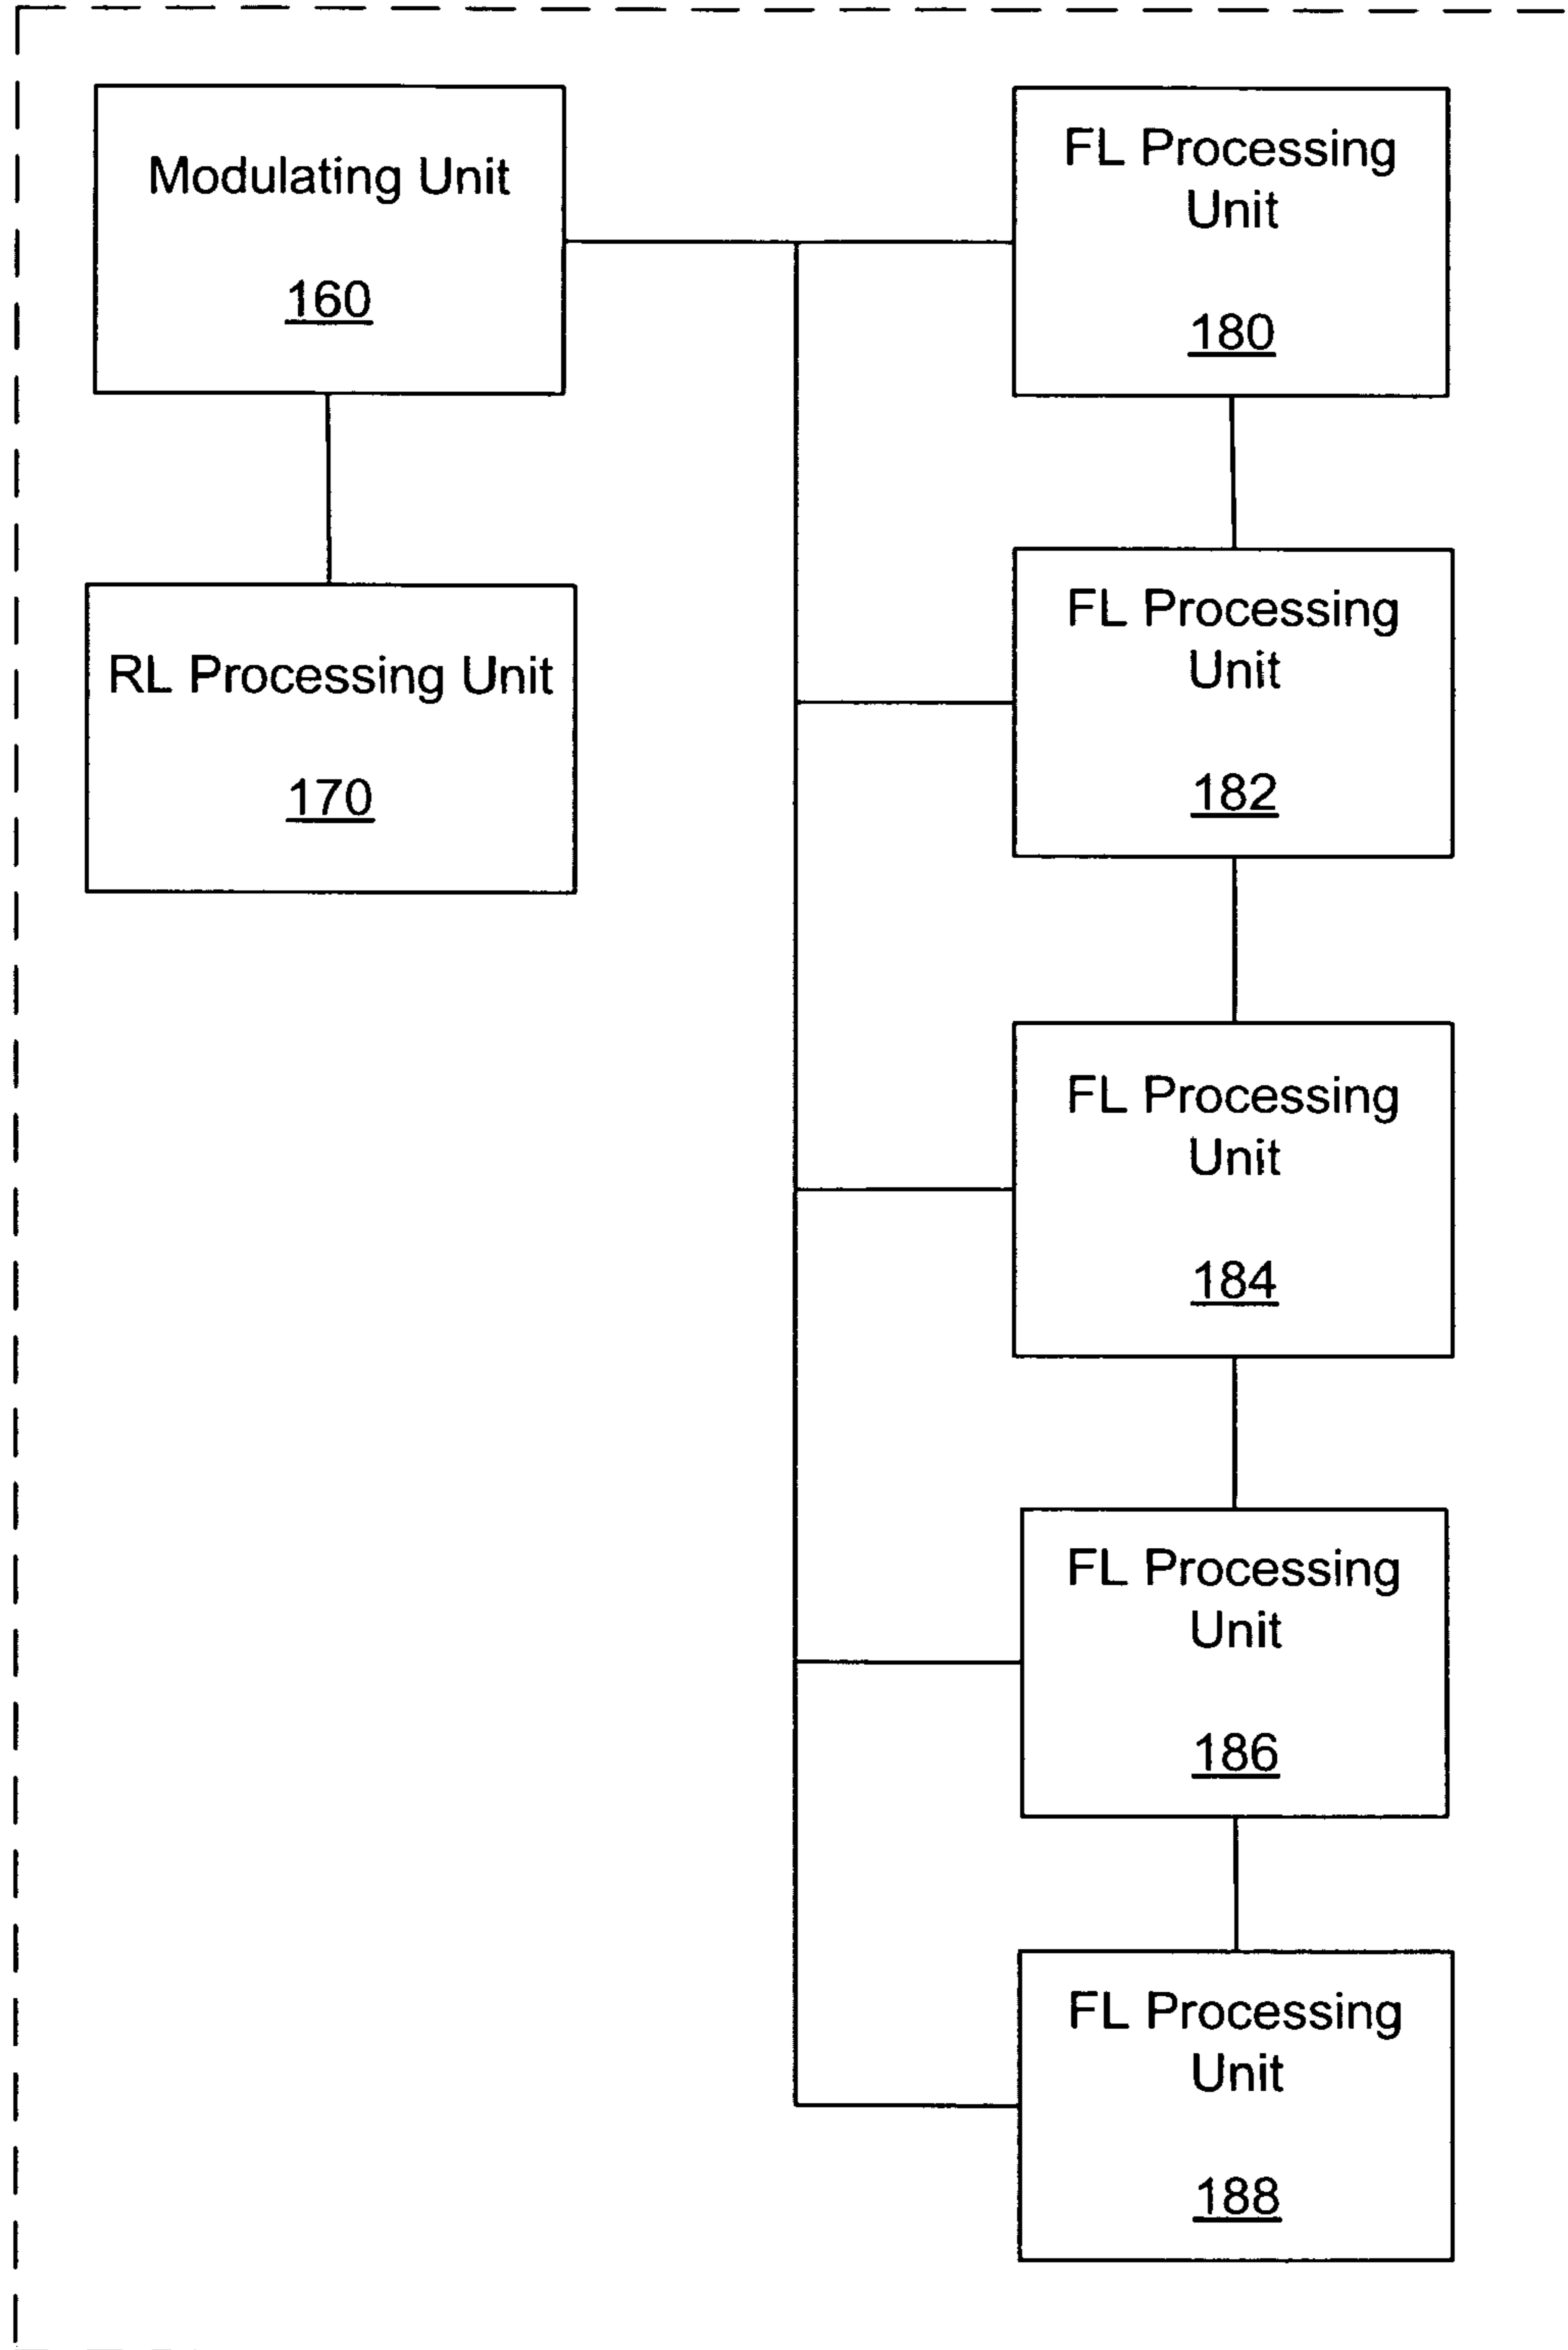 Modulating Unit
160
RL Processing Unit
170
FL Processing
Unit
180
FL Processing
Unit
182
FL Processing
Unit
184
FL Processing
Unit
186
FL Processing
Unit
188